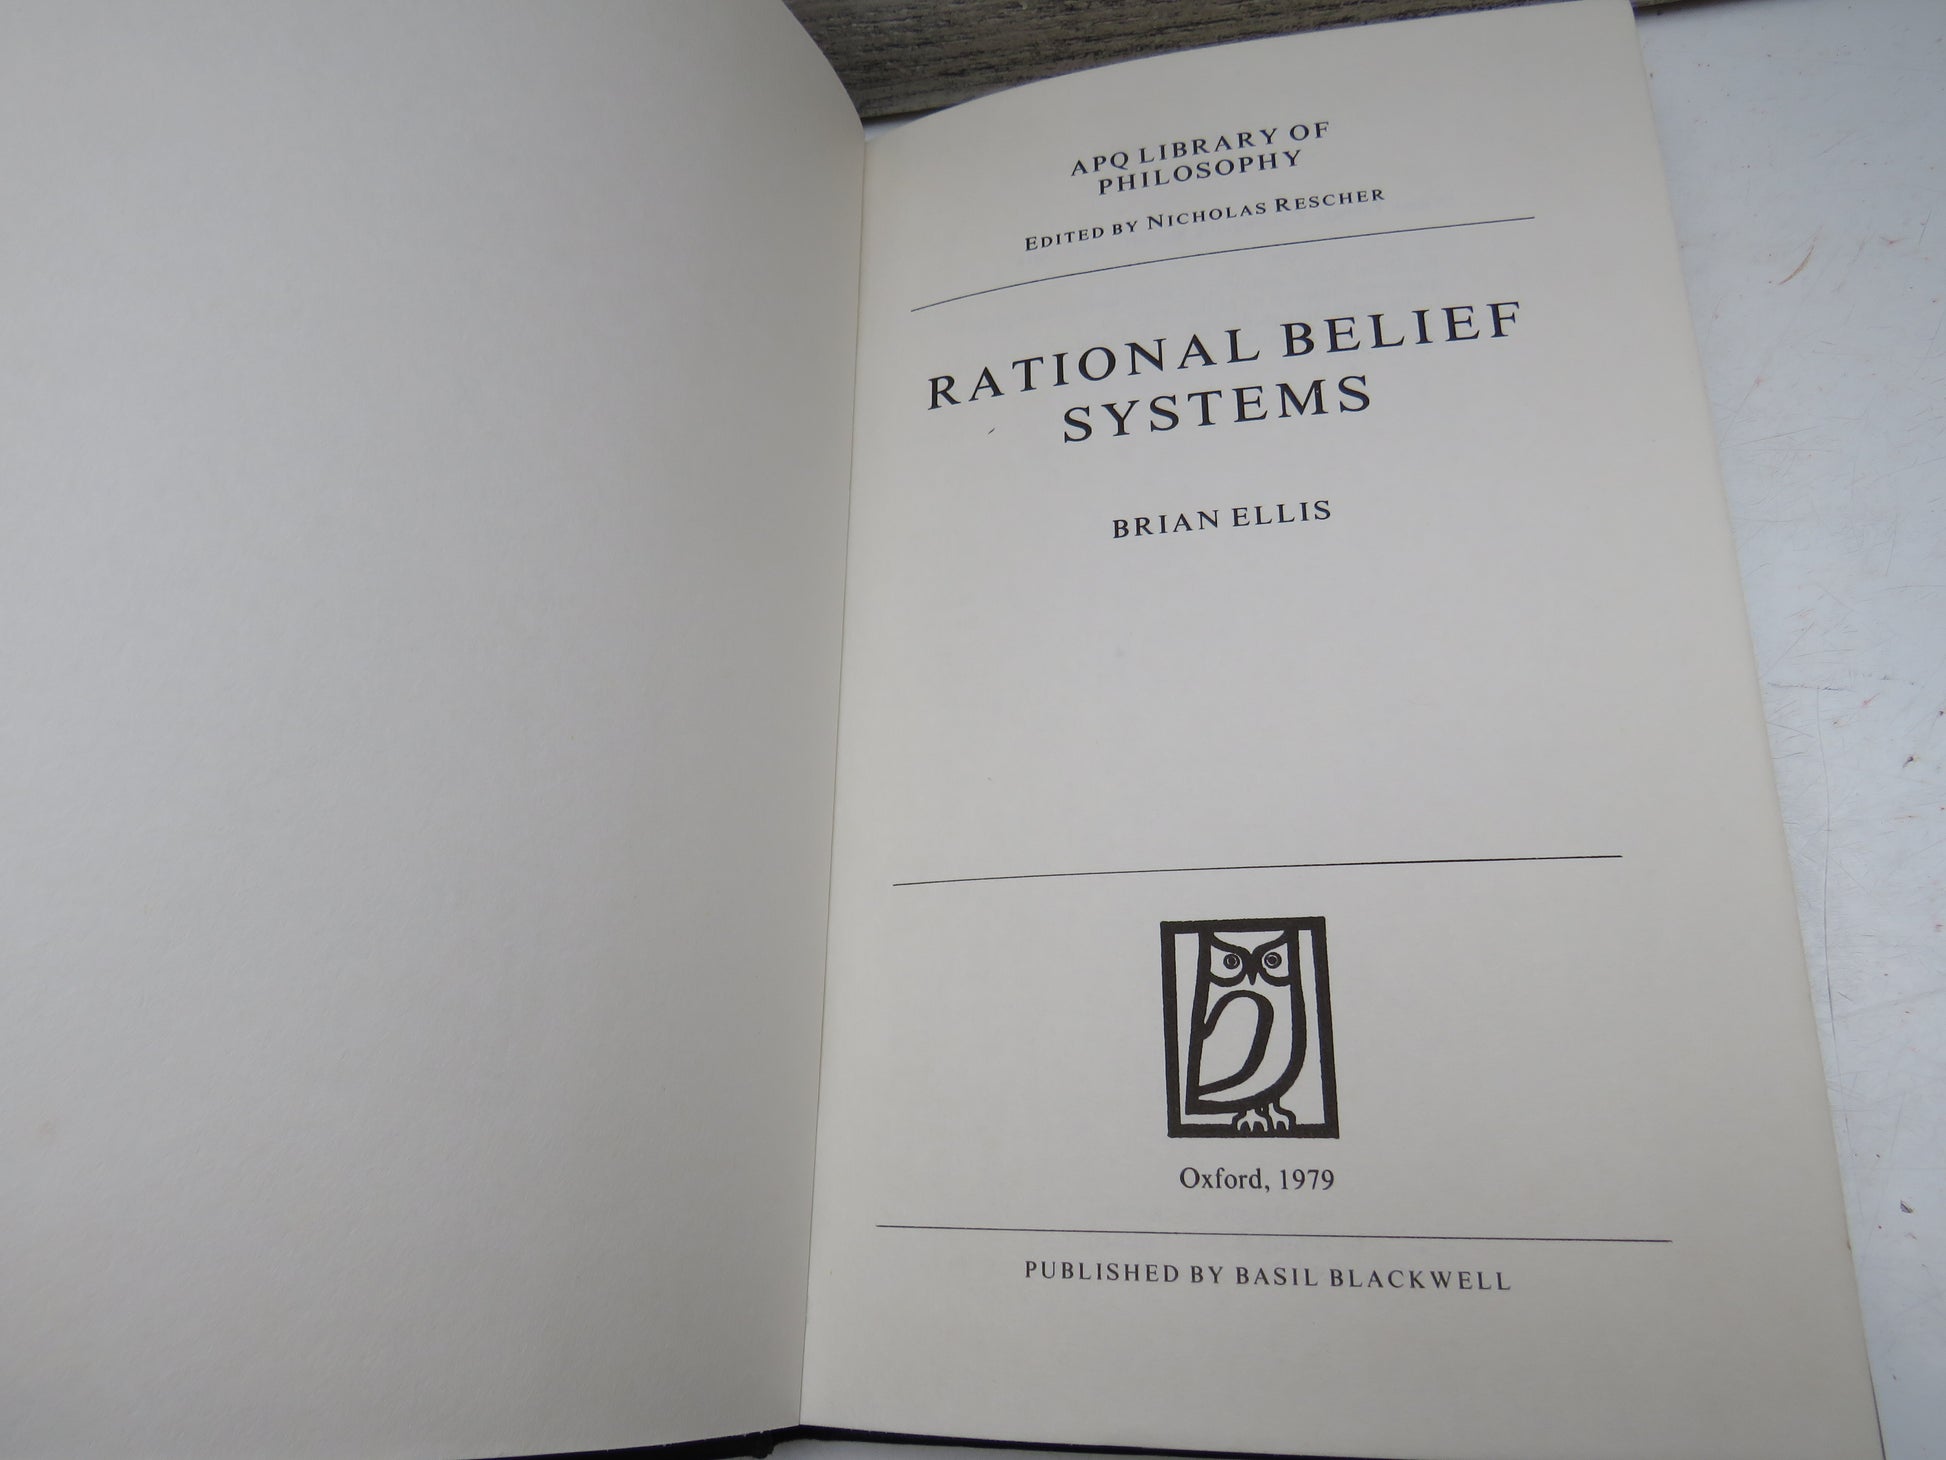 APQ LIBRARY OF
PHILOSOPHY
EDITED BY NICHOLAS RESCHER
RATIONAL BELIEF
SYSTEMS
BRIAN ELLIS
Oxford, 1979
PUBLISHED BY BASIL BLACKWELL